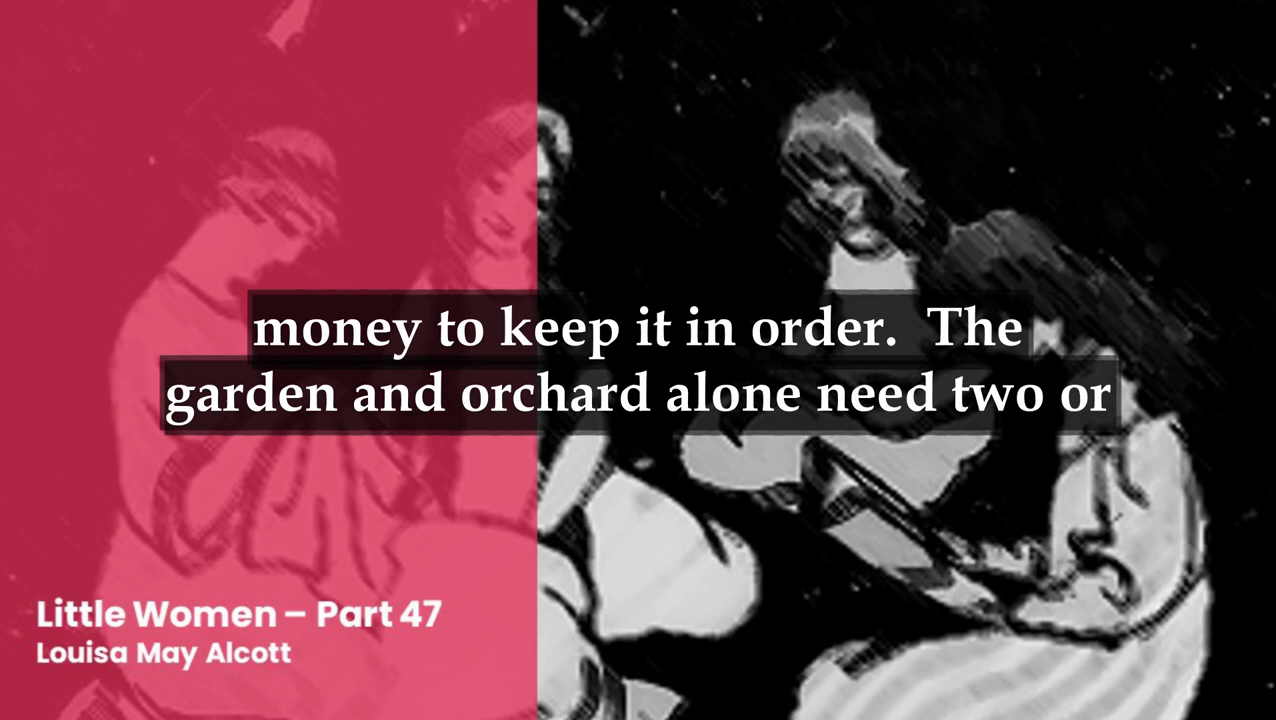 money to keep it in order.  The
garden and orchard alone need two or
Little Women – Part 47
Louisa May Alcott